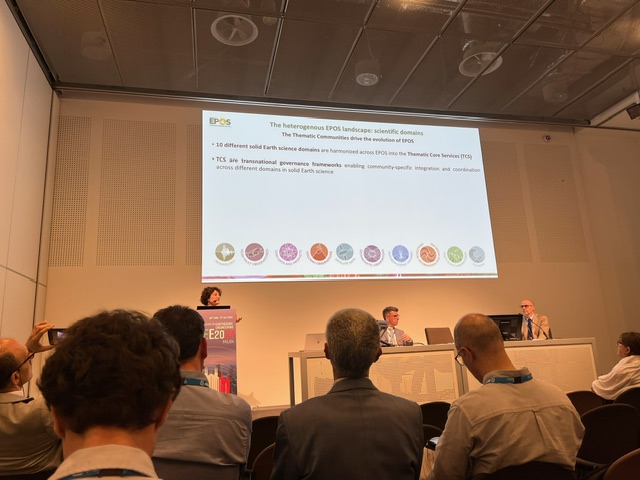 EPOS
The heterogenous EPOS landscape: scientific domains
The Thematic Communities drive the evolution of EPOS
• 10 different solid Earth science domains are harmonized across EPOS into the Thematic Core Services (TCS)
• TCS are transnational governance frameworks enabling community-specific integration and coordination
across different domains in solid Earth science
E20
MILAN